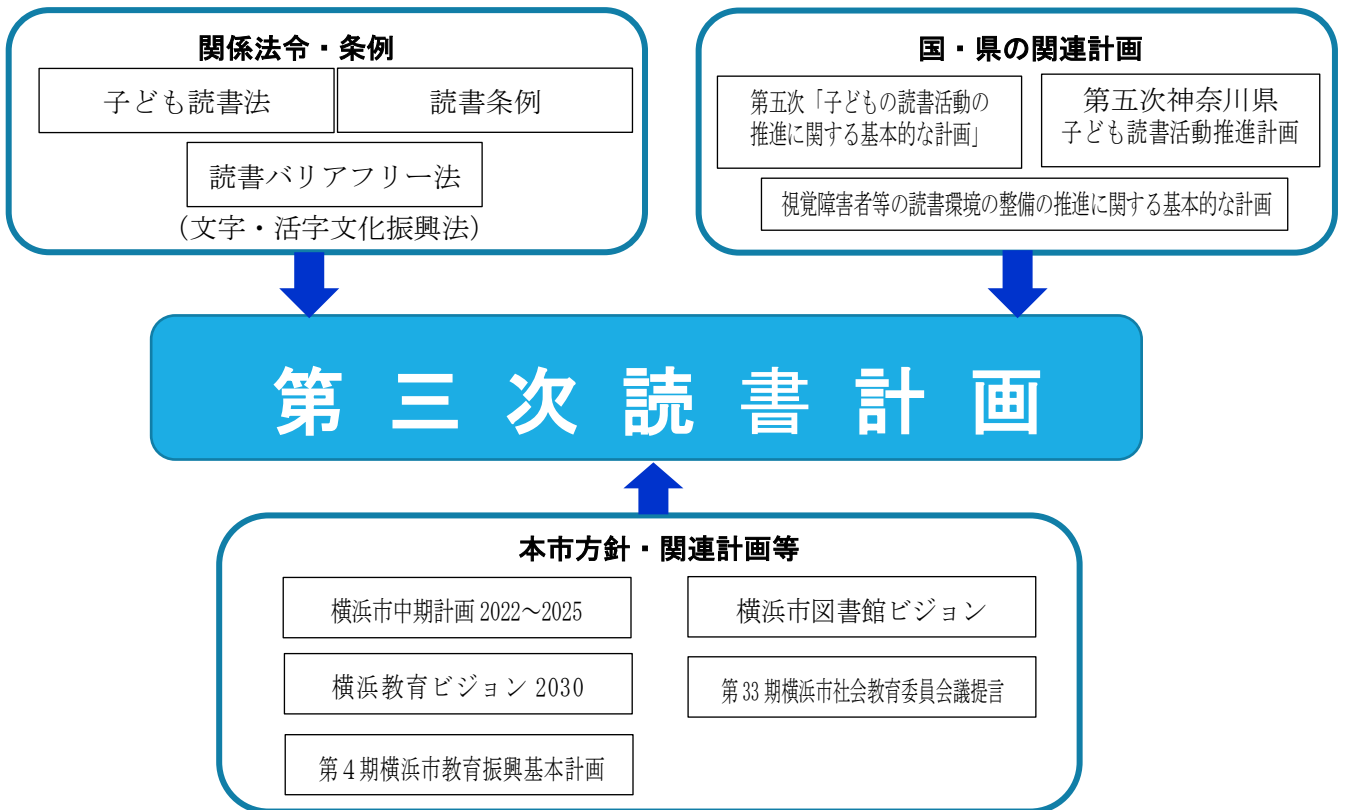 関係法令・条例
子ども読書法
読書条例
読書バリアフリー法
(文字・活字文化振興法)
国・県の関連計画
第五次「子どもの読書活動の
推進に関する基本的な計画」
第五次神奈川県
子ども読書活動推進計画
視覚障害者等の読書環境の整備の推進に関する基本的な計画
第三次読書計画
本市方針・関連計画等
横浜市中期計画 2022～2025
横浜市図書館ビジョン
横浜教育ビジョン 2030
第 33 期横浜市社会教育委員会議提言
第４期横浜市教育振興基本計画